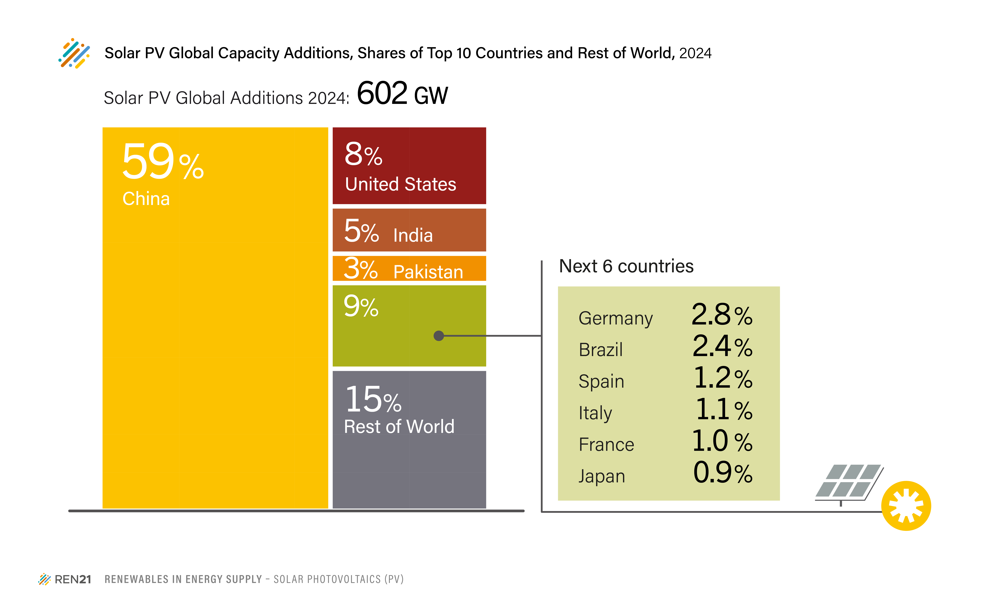 Solar PV Global Capacity Additions, Shares of Top 10 Countries and Rest of World, 2024
Solar PV Global Additions 2024: 602 GW
59%
China
8%
United States
5% India
3% Pakistan
9%
15%
Rest of World
Next 6 countries
Germany 2.8%
Brazil 2.4%
Spain 1.2%
Italy 1.1%
France 1.0%
Japan 0.9%
REN21 RENEWABLES IN ENERGY SUPPLY – SOLAR PHOTOVOLTAICS (PV)